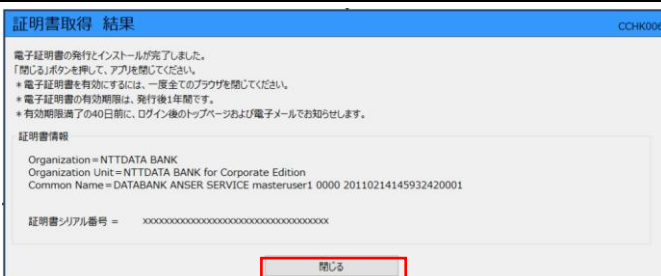 証明書取得 結果
CCHK006
電子証明書の発行とインストールが完了しました。
「閉じる」ボタンを押して、アプリを閉じてください。
＊電子証明書を有効にするには、一度全てのブラウザを閉じてください。
＊電子証明書の有効期限は、発行後1年間です。
＊有効期限満了の40日前に、ログイン後のトップページおよび電子メールでお知らせします。
証明書情報
Organization=NTTDATA BANK
Organization Unit=NTTDATA BANK for Corporate Edition
Common Name=DATABANK ANSER SERVICE masteruser1 0000 20110214145932420001
証明書シリアル番号 = xxxxxxxxxxxxxxxxxxxxxxxxxxxxxxxxxxxx
閉じる